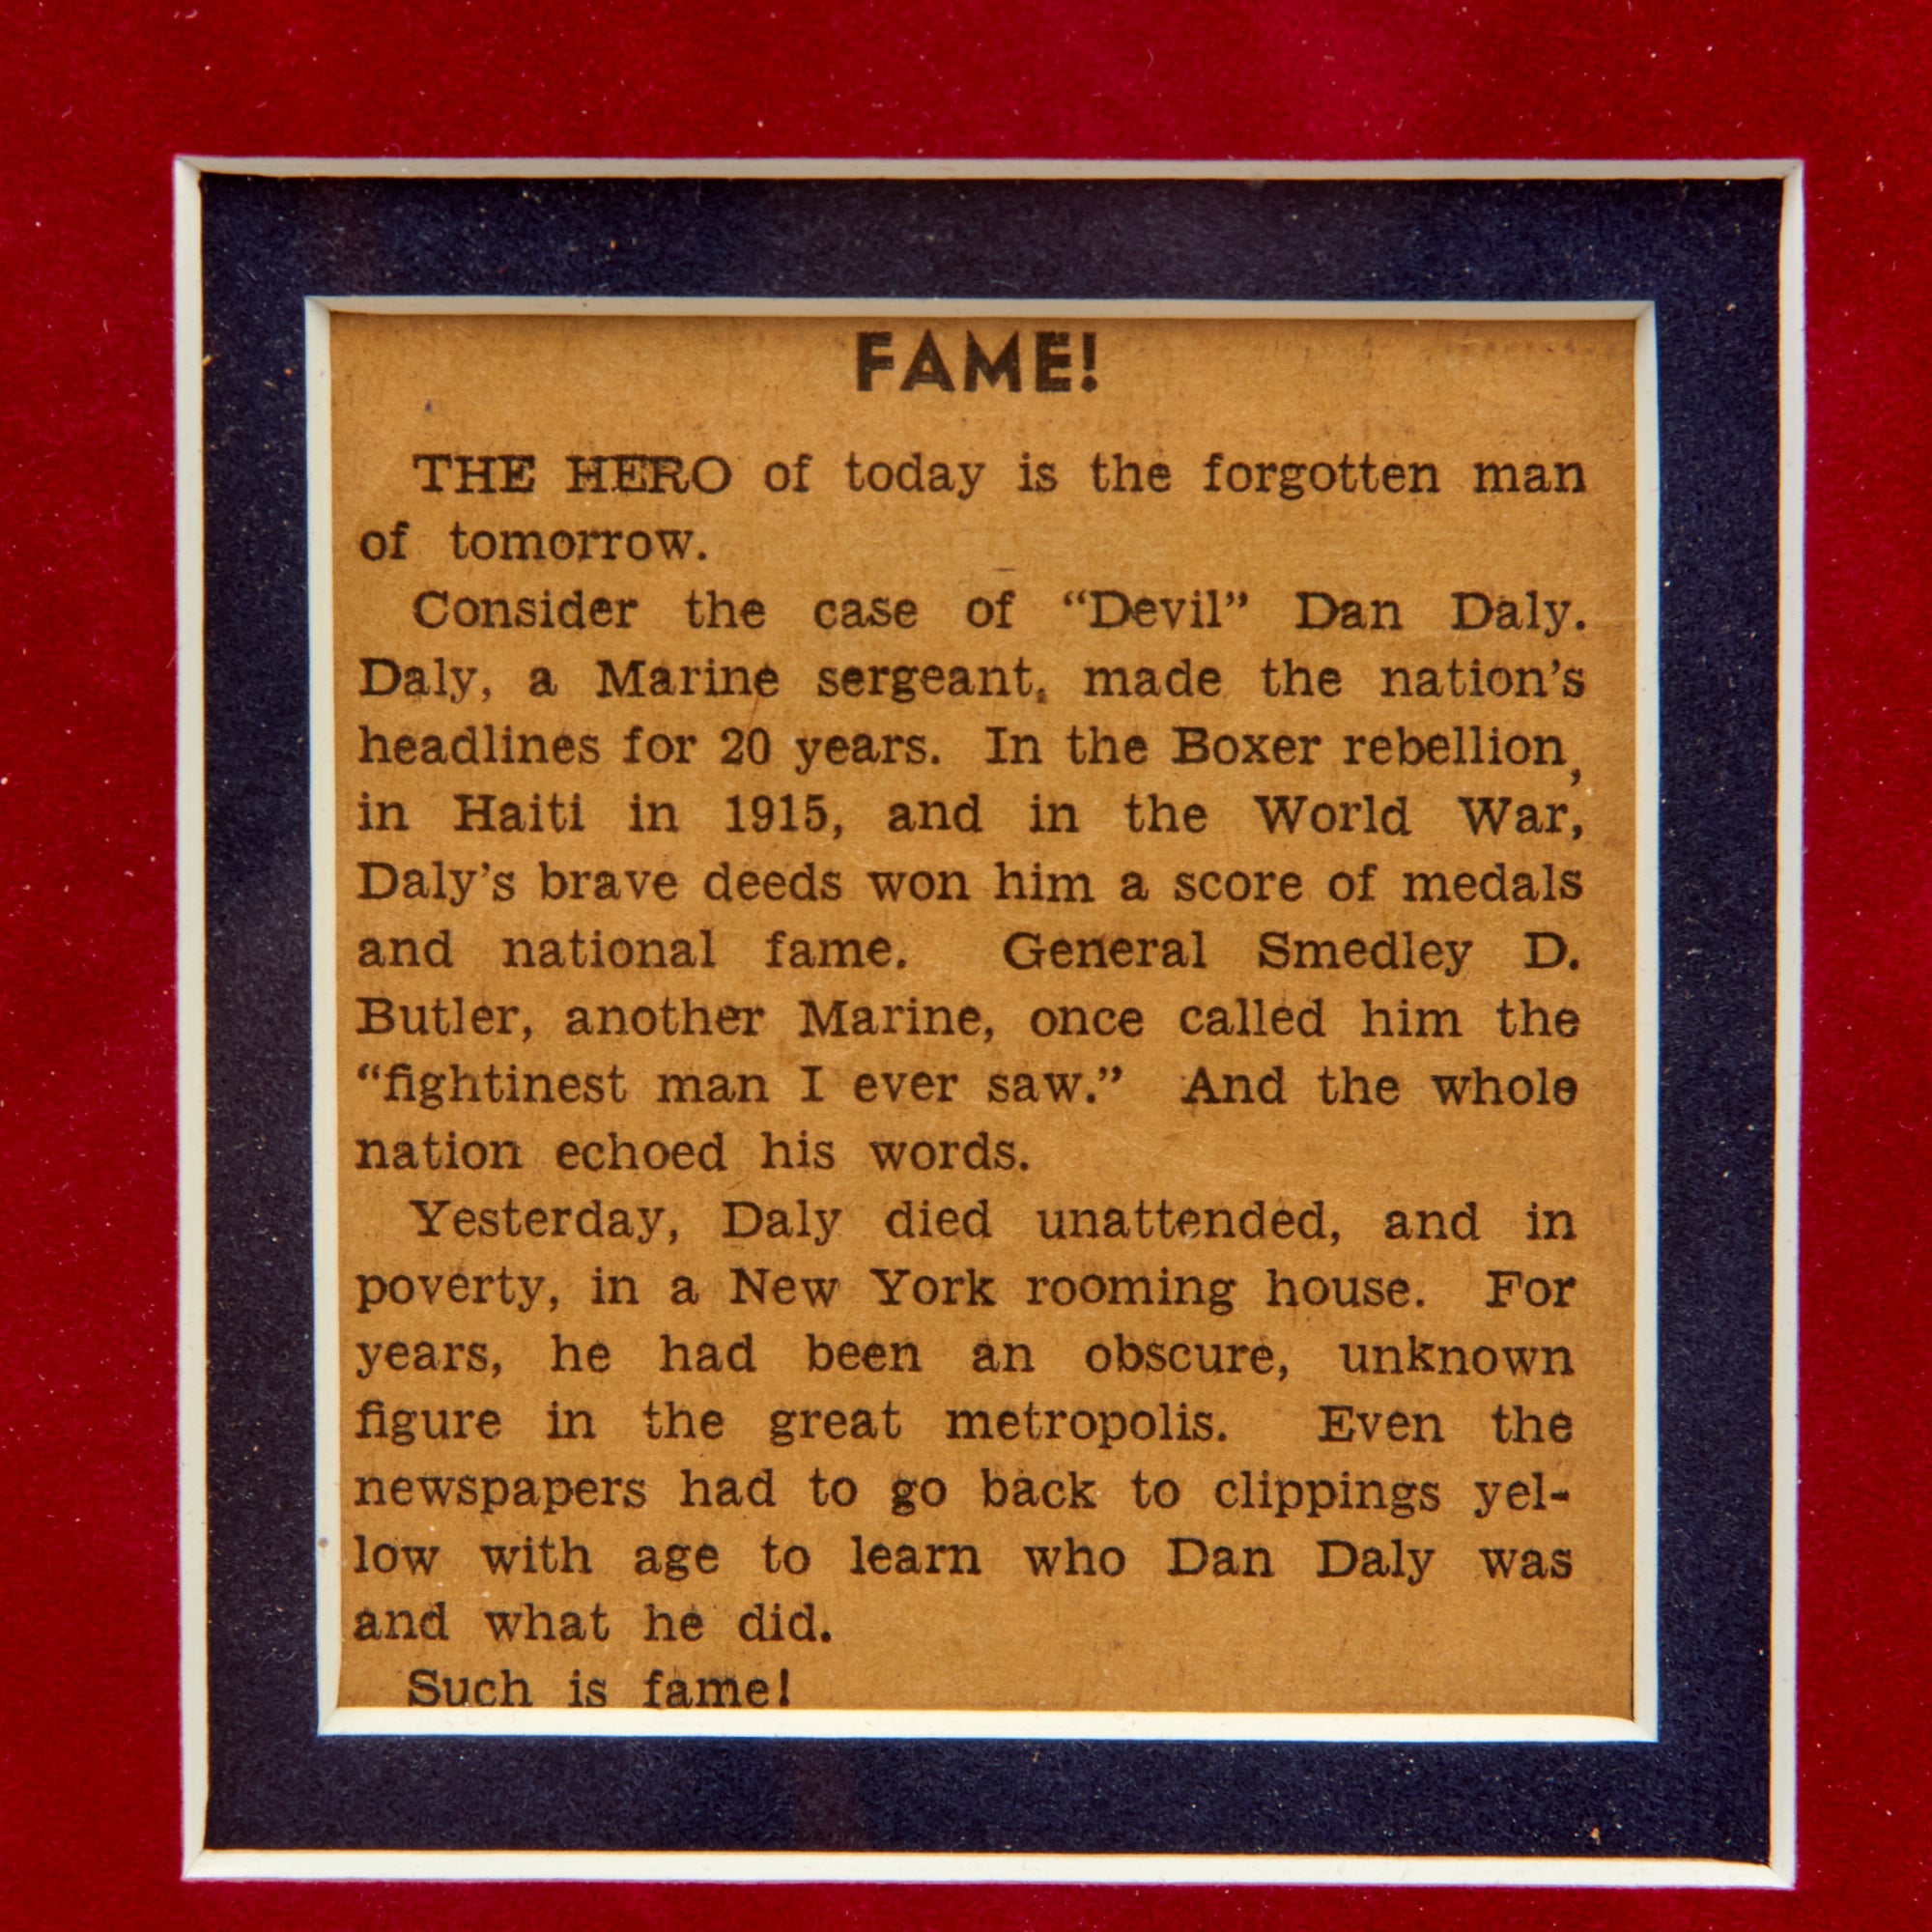 FAME!
THE HERO of today is the forgotten man
of tomorrow.
Consider the case of “Devil” Dan Daly.
Daly, a Marine sergeant, made the nation’s
headlines for 20 years. In the Boxer rebellion,
in Haiti in 1915, and in the World War,
Daly’s brave deeds won him a score of medals
and national fame. General Smedley D.
Butler, another Marine, once called him the
“fightinest man I ever saw.” And the whole
nation echoed his words.
Yesterday, Daly died unattended, and in
poverty, in a New York rooming house. For
years, he had been an obscure, unknown
figure in the great metropolis. Even the
newspapers had to go back to clippings yel-
low with age to learn who Dan Daly was
and what he did.
Such is fame!